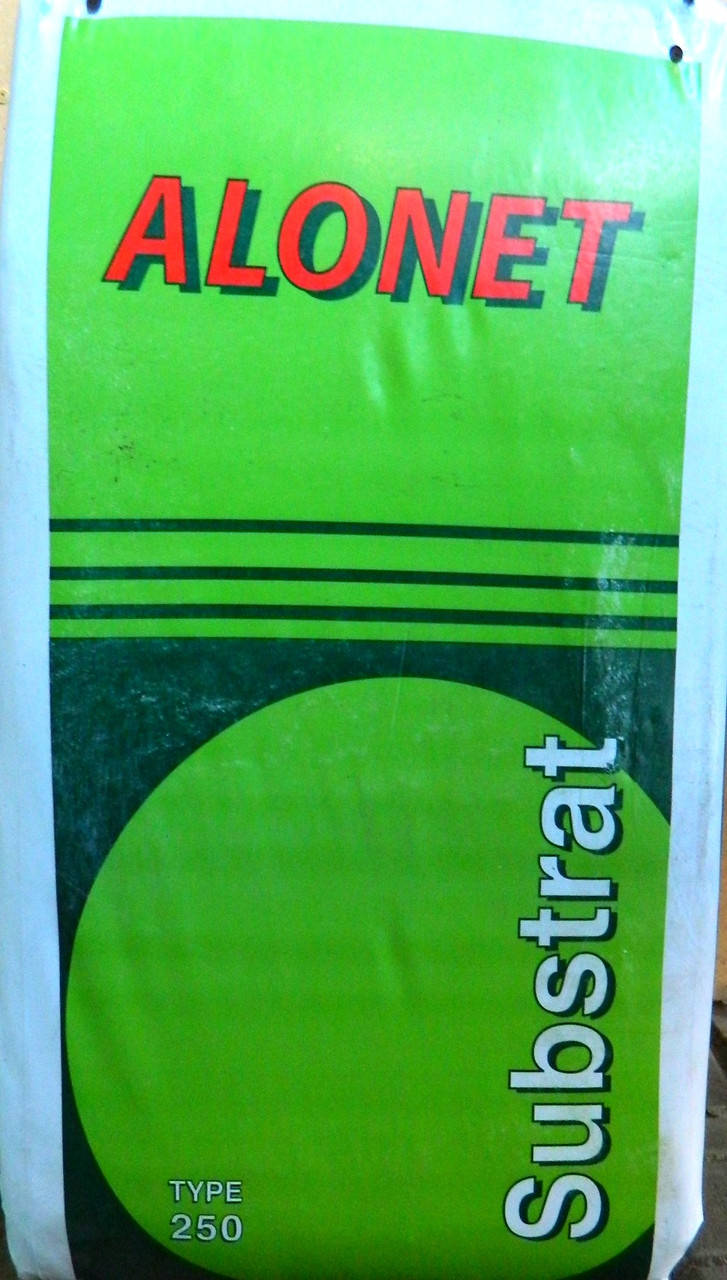 ALONET
Substrat
TYPE
250